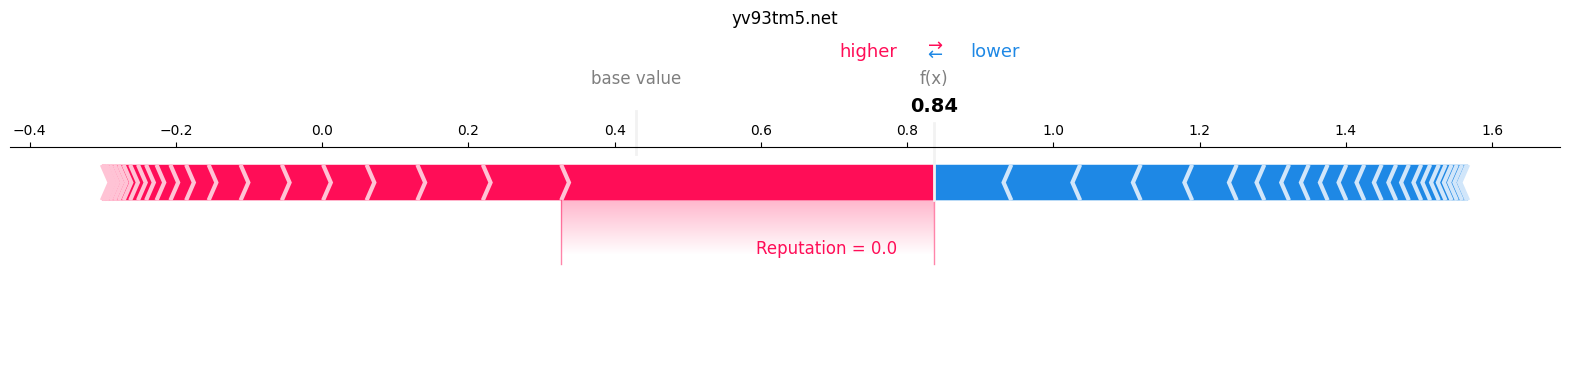 yv93tm5.net
higher ⇄ lower
base value f(x)
0.84
−0.4 −0.2 0.0 0.2 0.4 0.6 0.8 1.0 1.2 1.4 1.6
Reputation = 0.0